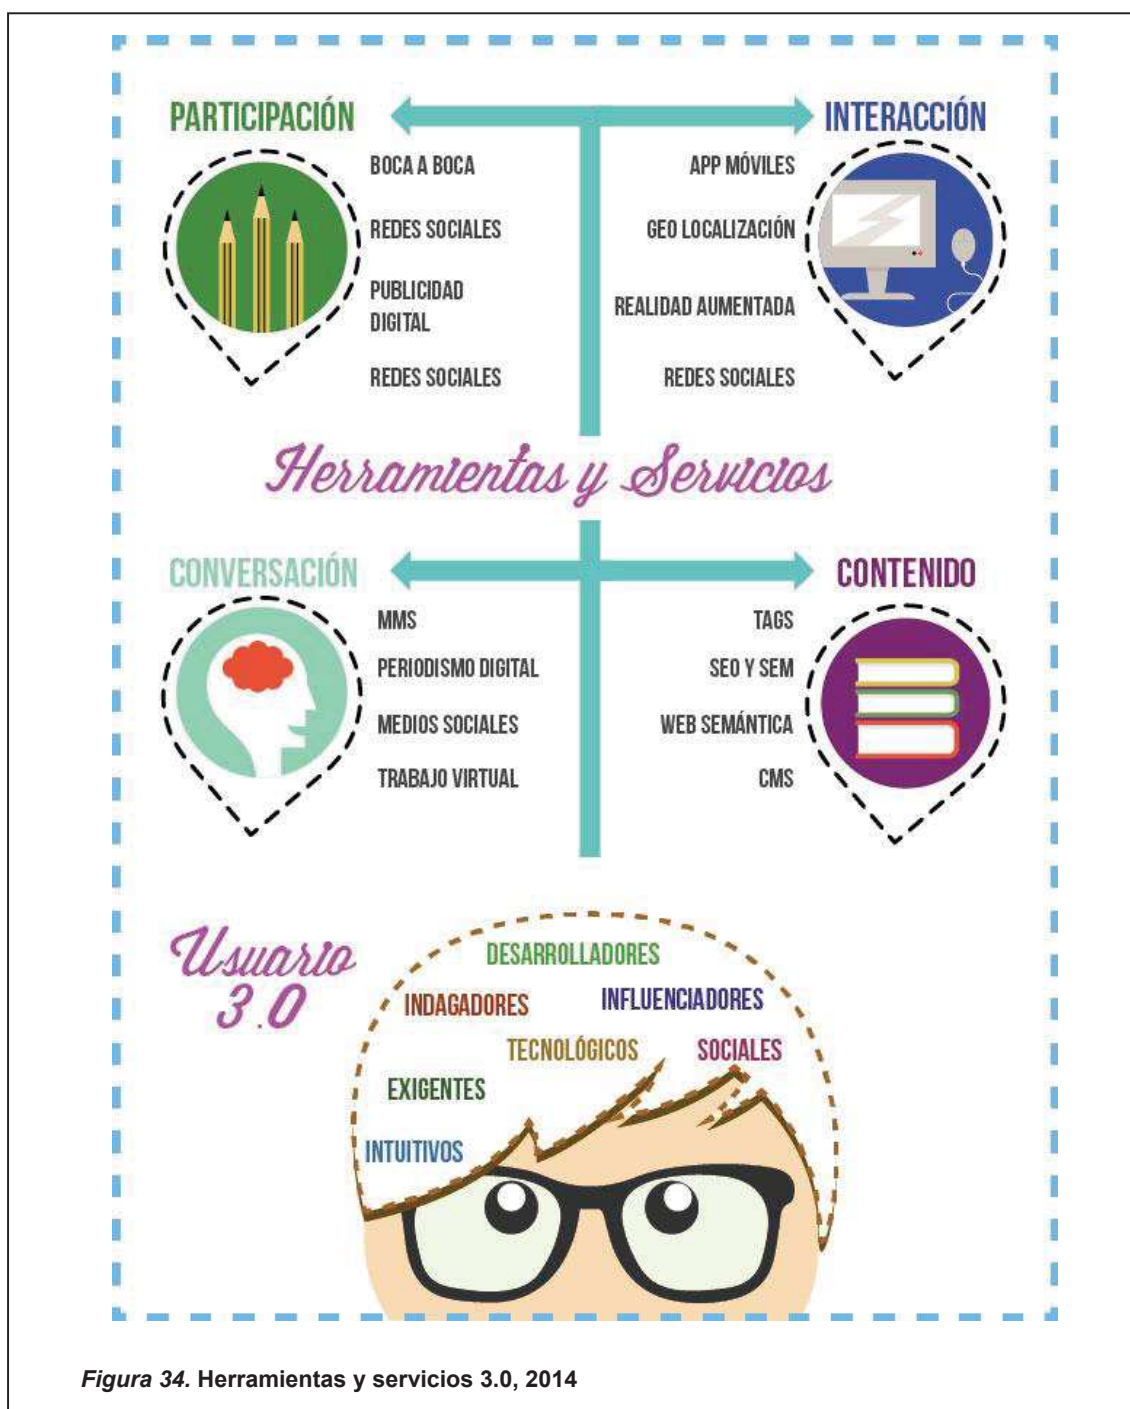 PARTICIPACIÓN
BOCA A BOCA
REDES SOCIALES
PUBLICIDAD
DIGITAL
REDES SOCIALES
INTERACCIÓN
APP MÓVILES
GEO LOCALIZACIÓN
REALIDAD AUMENTADA
REDES SOCIALES
Herramientas y Servicios
CONVERSACIÓN
MMS
PERIODISMO DIGITAL
MEDIOS SOCIALES
TRABAJO VIRTUAL
CONTENIDO
TAGS
SEO Y SEM
WEB SEMÁNTICA
CMS
Usuario
3.0
DESARROLLADORES
INDAGADORES
INFLUENCIADORES
TECNOLÓGICOS
SOCIALES
EXIGENTES
INTUITIVOS
Figura 34. Herramientas y servicios 3.0, 2014